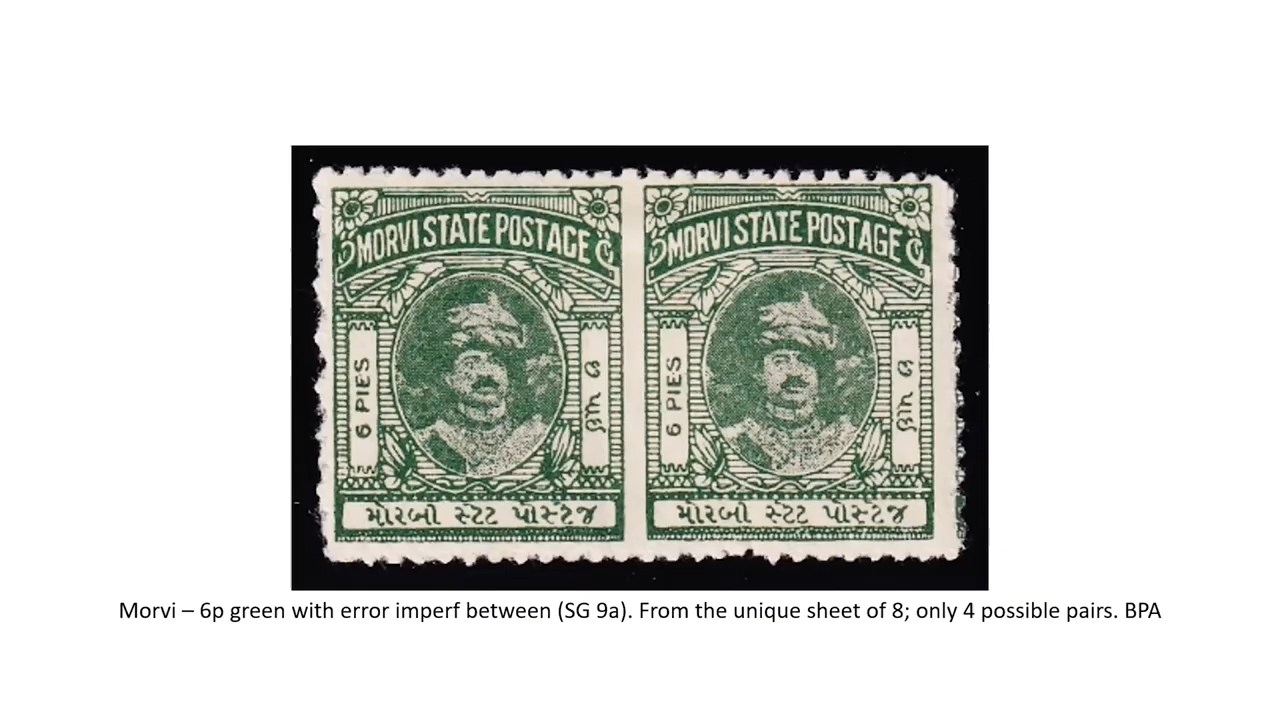 MORVI STATE POSTAGE MORVI STATE POSTAGE
6 PIES ૬ પાઈ 6 PIES ૬ પાઈ
મોરબી સ્ટેટ પોસ્ટેજ મોરબી સ્ટેટ પોસ્ટેજ
Morvi – 6p green with error imperf between (SG 9a). From the unique sheet of 8; only 4 possible pairs. BPA